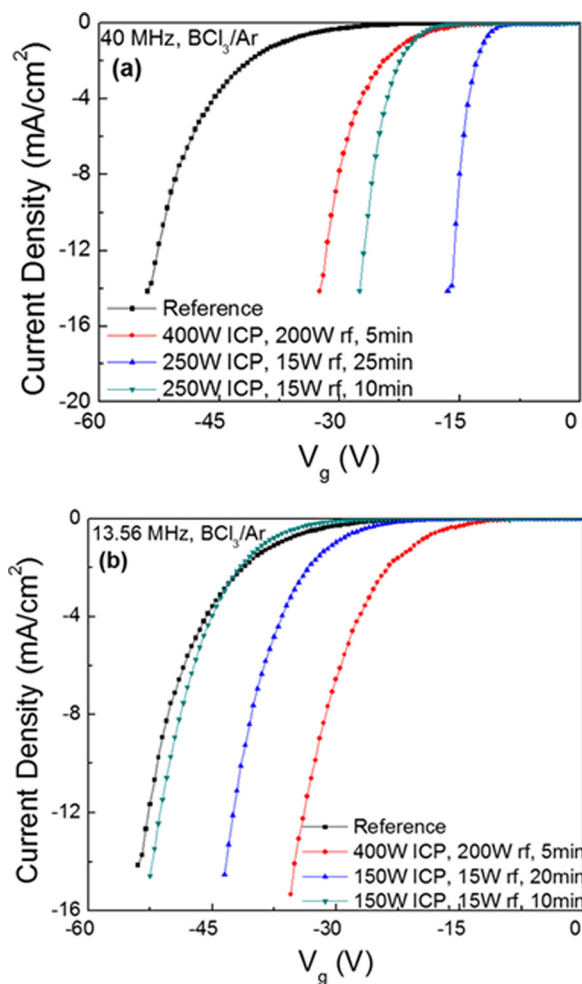 40 MHz, BCl₃/Ar
(a)
0
-4
-8
-12
-16
-20
Current Density (mA/cm²)
Reference
400W ICP, 200W rf, 5min
250W ICP, 15W rf, 25min
250W ICP, 15W rf, 10min
-60
-45
-30
-15
0
V_g (V)
13.56 MHz, BCl₃/Ar
(b)
0
-4
-8
-12
-16
Current Density (mA/cm²)
Reference
400W ICP, 200W rf, 5min
150W ICP, 15W rf, 20min
150W ICP, 15W rf, 10min
-60
-45
-30
-15
0
V_g (V)